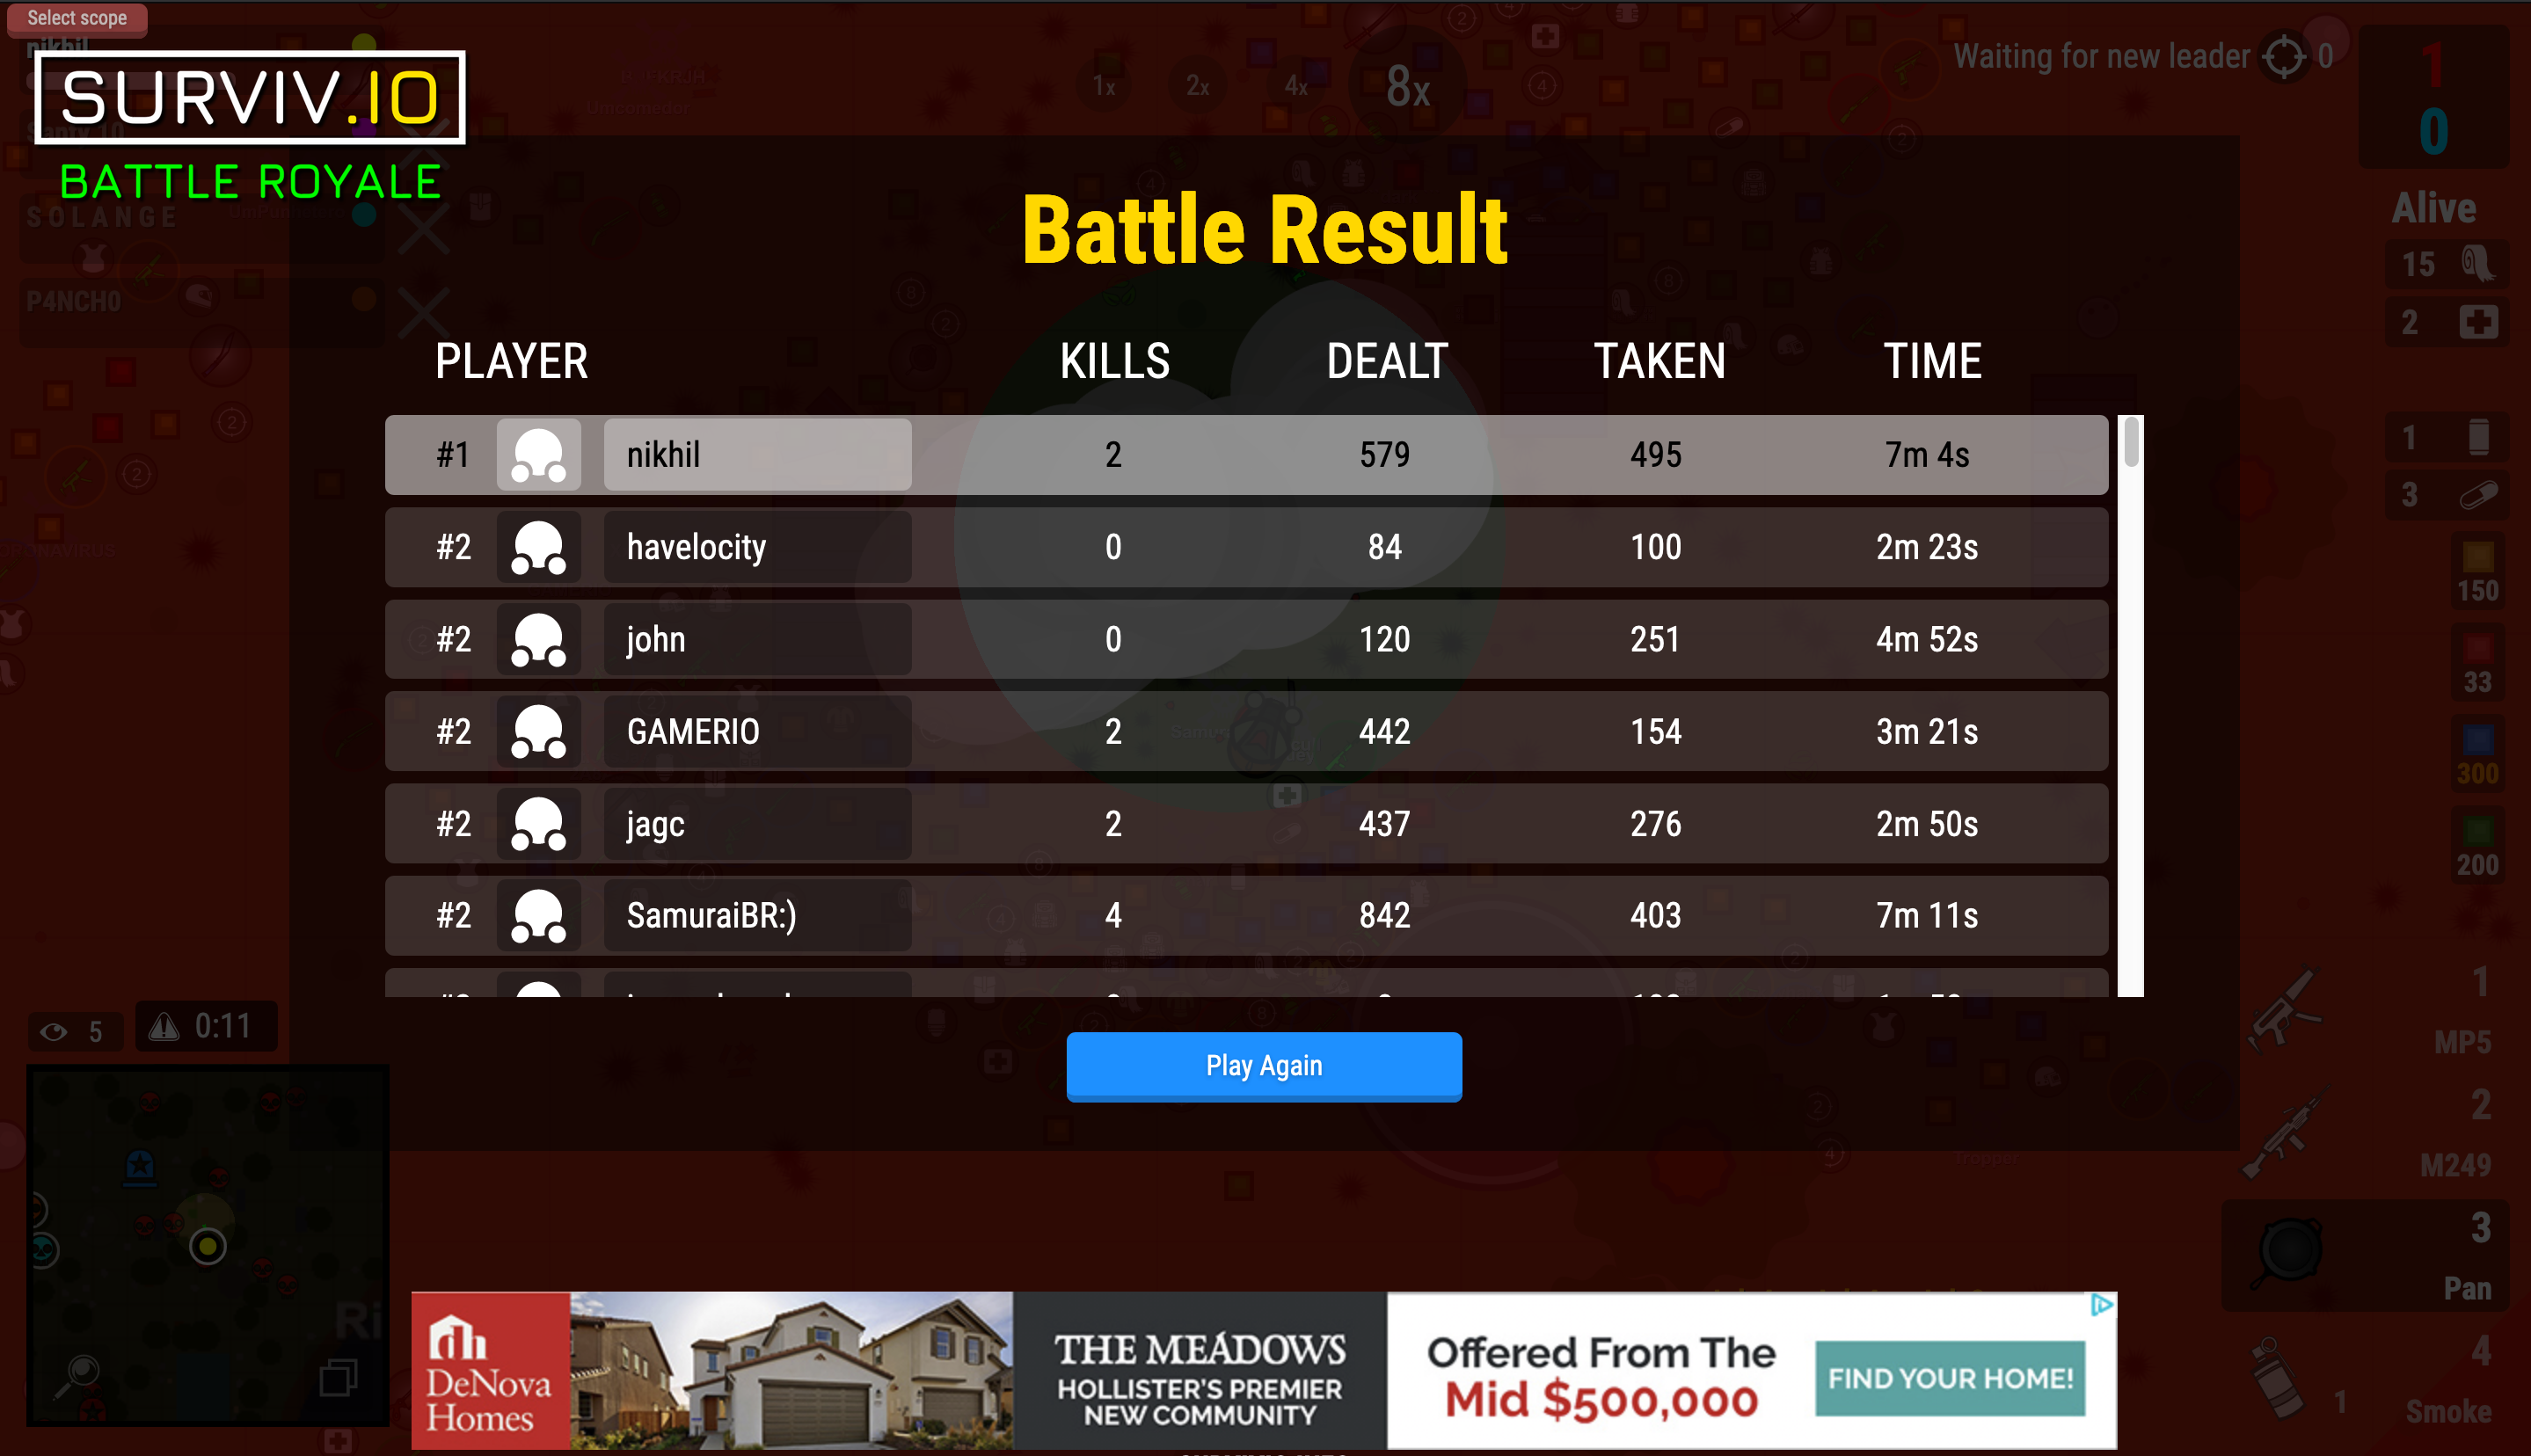 Select scope
nikhil
SURVIV.IO
BATTLE ROYALE
SOLANGE
P4NCH0
1x 2x 4x 8x
Waiting for new leader 0
1
0
Alive
15
2
1
3
150
33
300
200
Battle Result
PLAYER KILLS DEALT TAKEN TIME
#1 nikhil 2 579 495 7m 4s
#2 havelocity 0 84 100 2m 23s
#2 john 0 120 251 4m 52s
#2 GAMERIO 2 442 154 3m 21s
#2 jagc 2 437 276 2m 50s
#2 SamuraiBR:) 4 842 403 7m 11s
Play Again
5 0:11
1
MP5
2
M249
3
Pan
4
1 Smoke
Ri
DeNova
Homes
THE MEADOWS
HOLLISTER'S PREMIER
NEW COMMUNITY
Offered From The
Mid $500,000
FIND YOUR HOME!